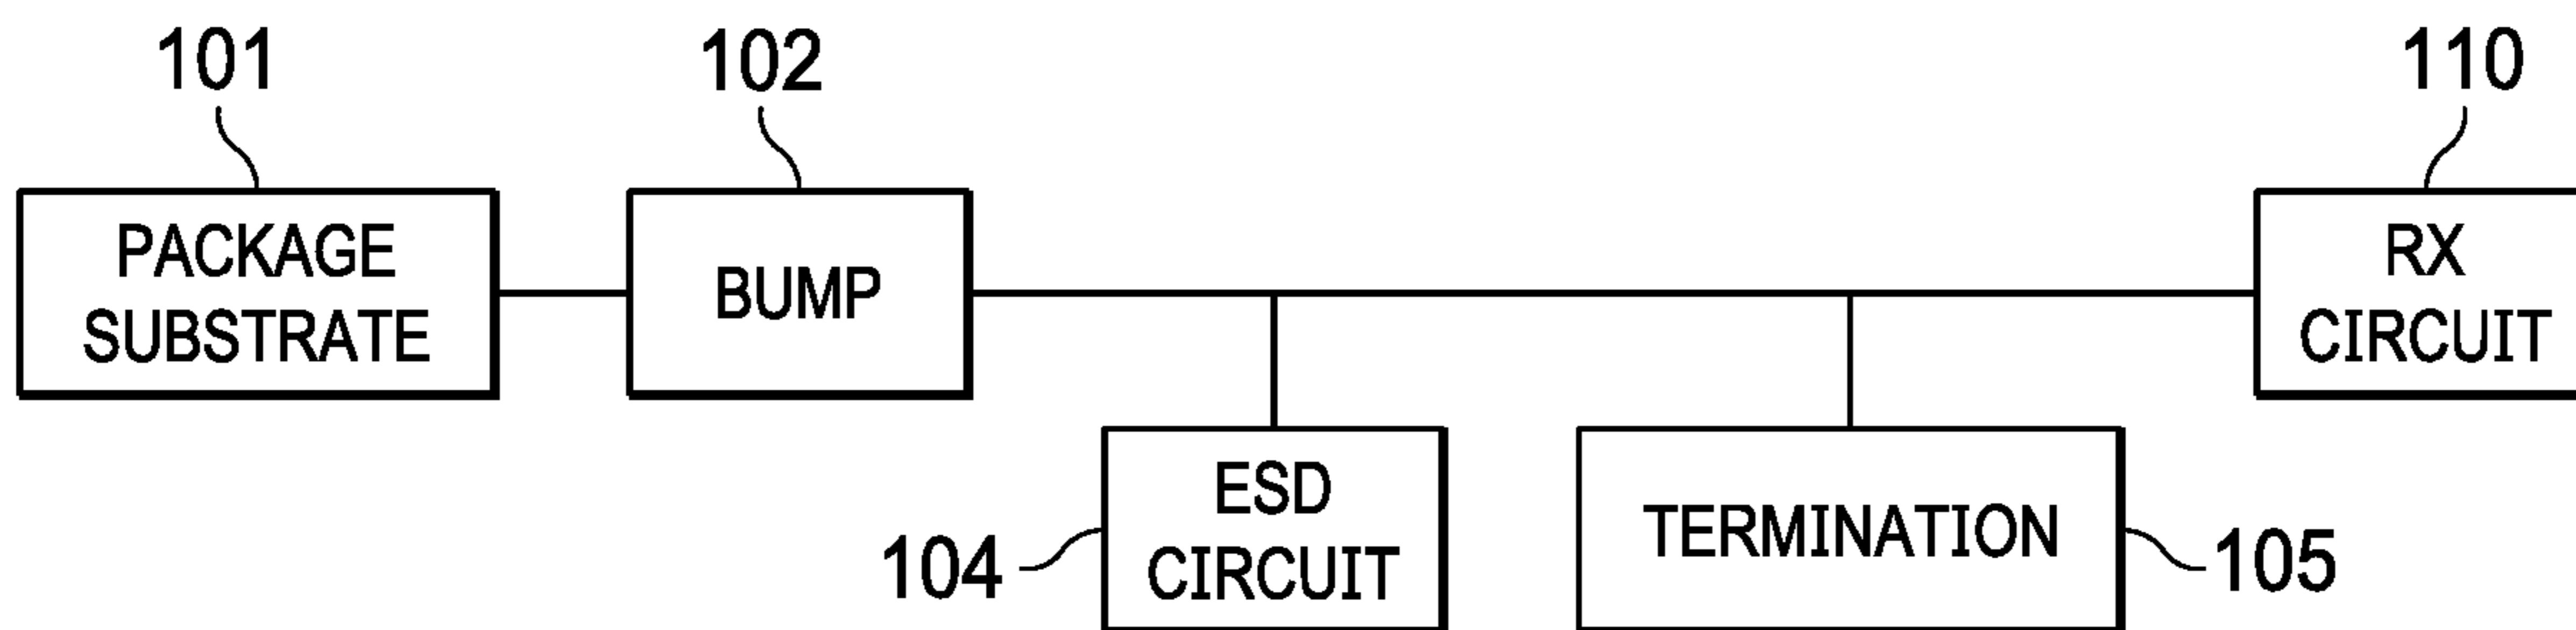 101
102
110
PACKAGE
SUBSTRATE
BUMP
RX
CIRCUIT
104
ESD
CIRCUIT
TERMINATION
105